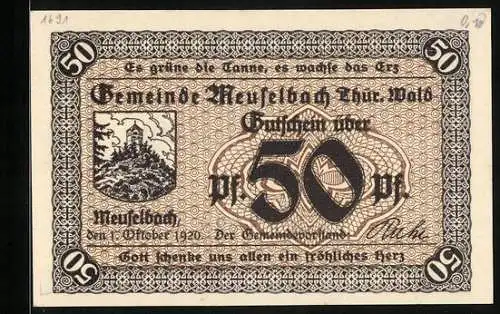 1691
50 50
Es grüne die Tanne, es wachse das Erz
Gemeinde Meuselbach Thür. Wald
Gutschein über
Pf. 50 Pf.
Meuselbach,
den 1. Oktober 1920. Der Gemeindevorstand:
Gott schenke uns allen ein fröhliches Herz
50 50